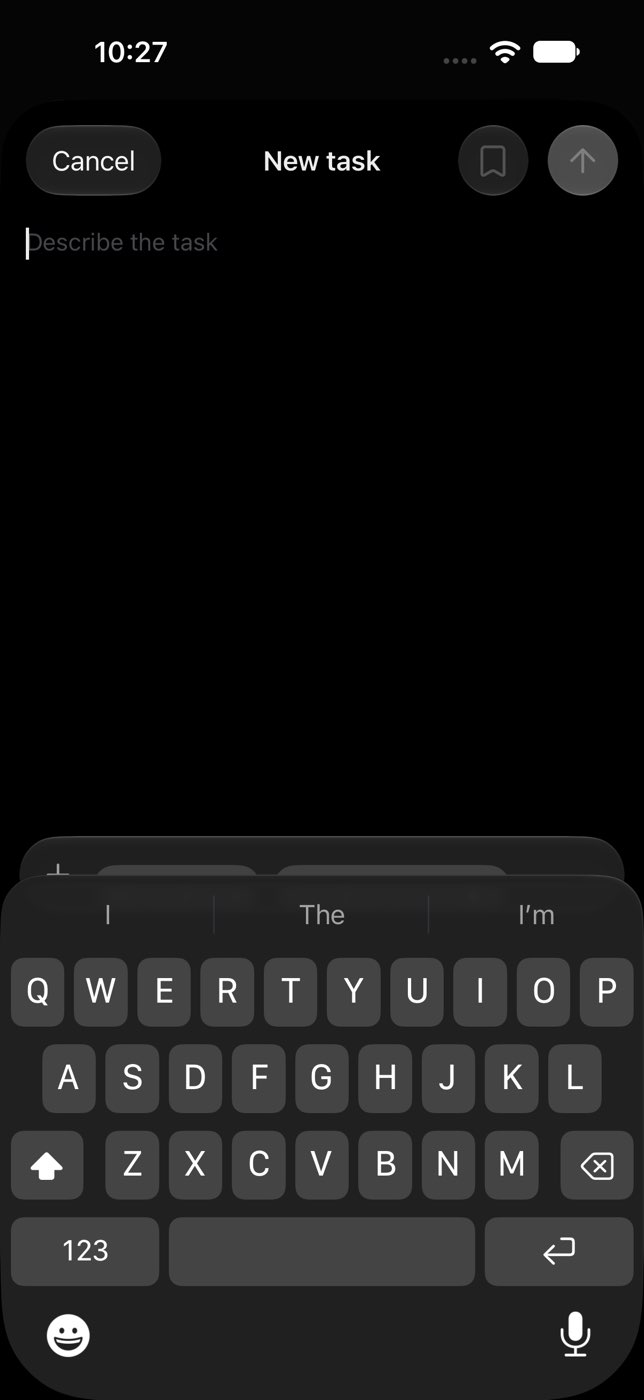 10:27
Cancel
New task
Describe the task
I
The
I’m
Q W E R T Y U I O P
A S D F G H J K L
Z X C V B N M
123